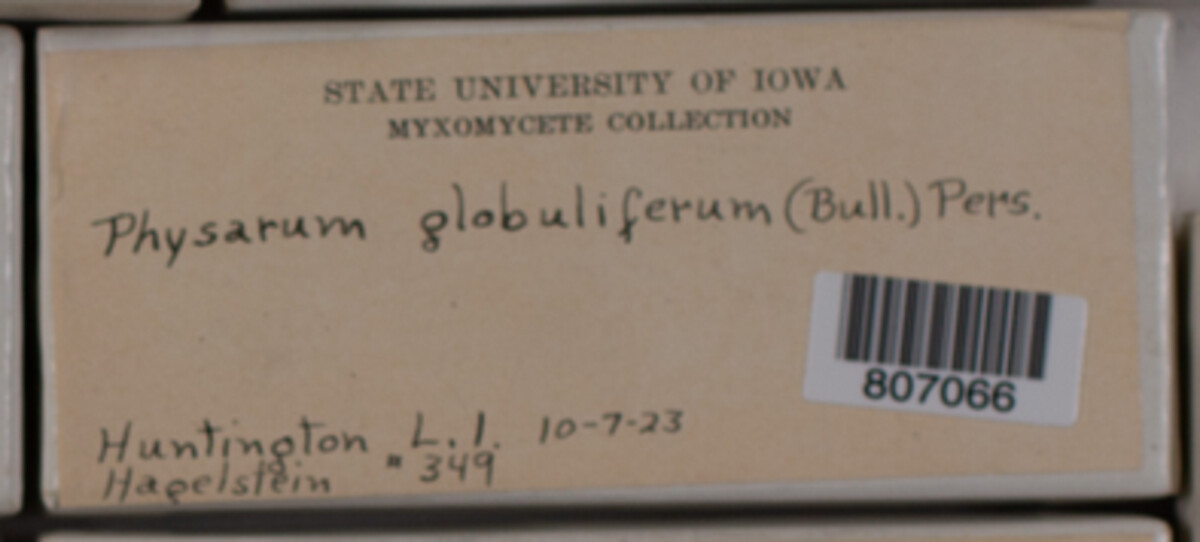 STATE UNIVERSITY OF IOWA
MYXOMYCETE COLLECTION
Physarum globuliferum (Bull.) Pers.
807066
Huntington L.I. 10-7-23
Hagelstein #349